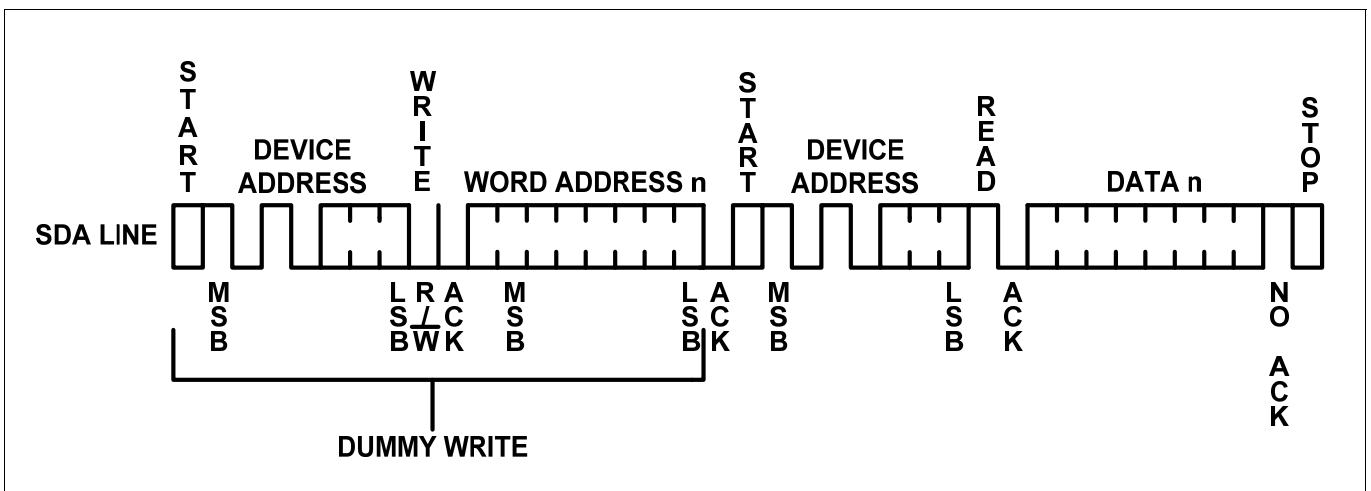 START
DEVICE
ADDRESS
WRITE
WORD ADDRESS n
START
DEVICE
ADDRESS
READ
DATA n
STOP
SDA LINE
MSB
LSB
R/W
ACK
MSB
LSB
ACK
MSB
LSB
ACK
NO ACK
DUMMY WRITE